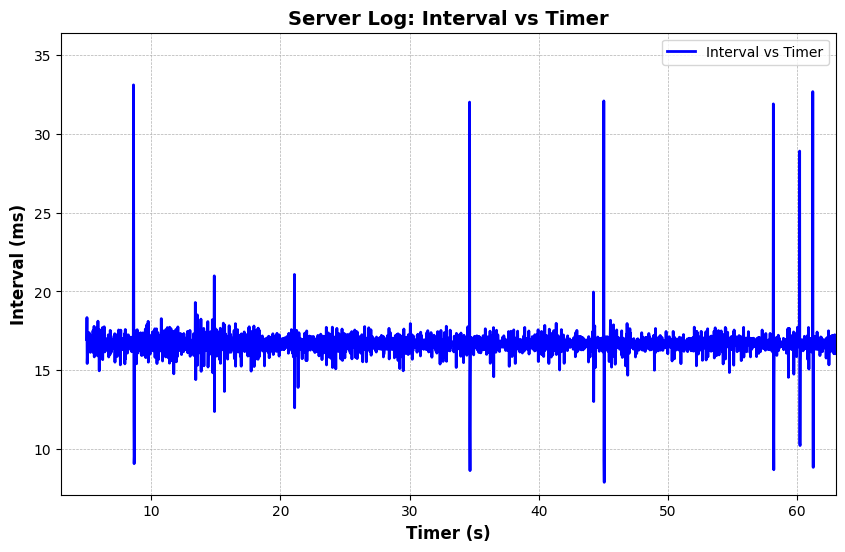 Server Log: Interval vs Timer
Interval vs Timer
35
30
25
20
15
10
Interval (ms)
10 20 30 40 50 60
Timer (s)